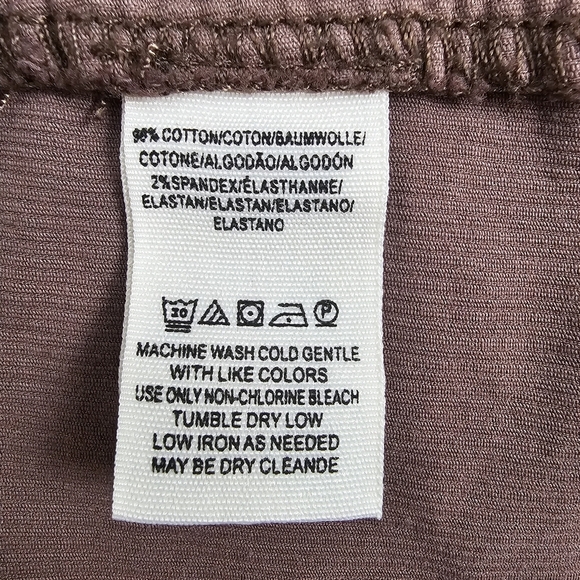 98% COTTON/COTON/BAUMWOLLE/
COTONE/ALGODÃO/ALGODÓN
2%SPANDEX/ÉLASTHANNE/
ELASTAN/ELASTAN/ELASTANO/
ELASTANO
20 P
MACHINE WASH COLD GENTLE
WITH LIKE COLORS
USE ONLY NON-CHLORINE BLEACH
TUMBLE DRY LOW
LOW IRON AS NEEDED
MAY BE DRY CLEANDE